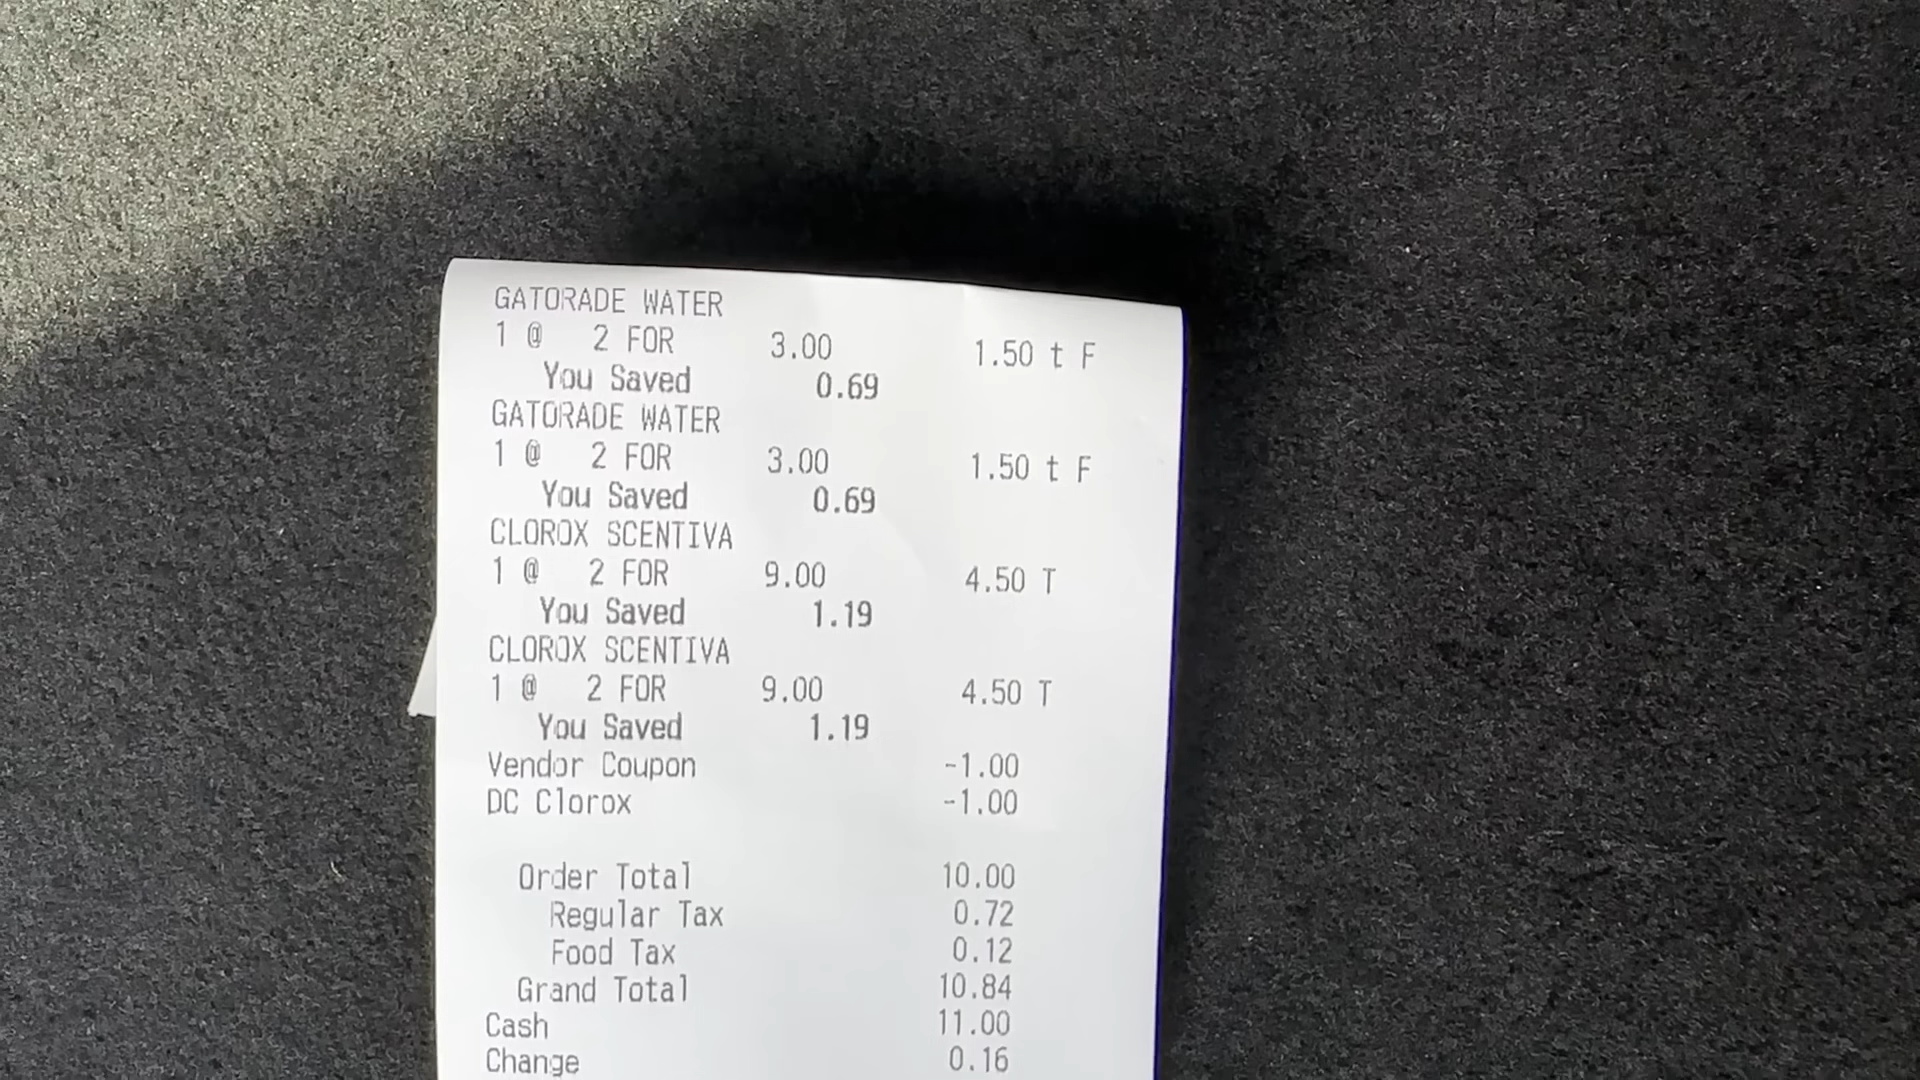 GATORADE WATER
1 @ 2 FOR 3.00 1.50 t F
You Saved 0.69
GATORADE WATER
1 @ 2 FOR 3.00 1.50 t F
You Saved 0.69
CLOROX SCENTIVA
1 @ 2 FOR 9.00 4.50 T
You Saved 1.19
CLOROX SCENTIVA
1 @ 2 FOR 9.00 4.50 T
You Saved 1.19
Vendor Coupon -1.00
DC Clorox -1.00
Order Total 10.00
Regular Tax 0.72
Food Tax 0.12
Grand Total 10.84
Cash 11.00
Change 0.16